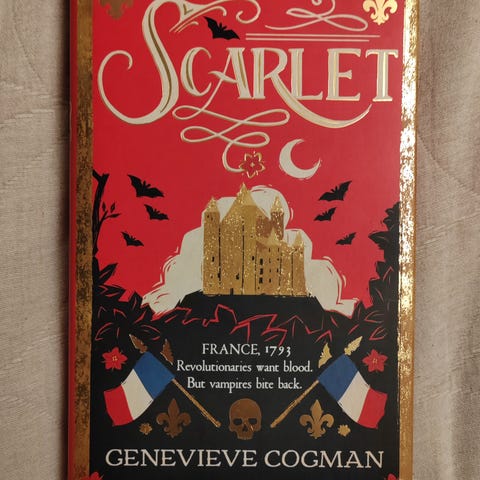 SCARLET
FRANCE, 1793
Revolutionaries want blood.
But vampires bite back.
GENEVIEVE COGMAN